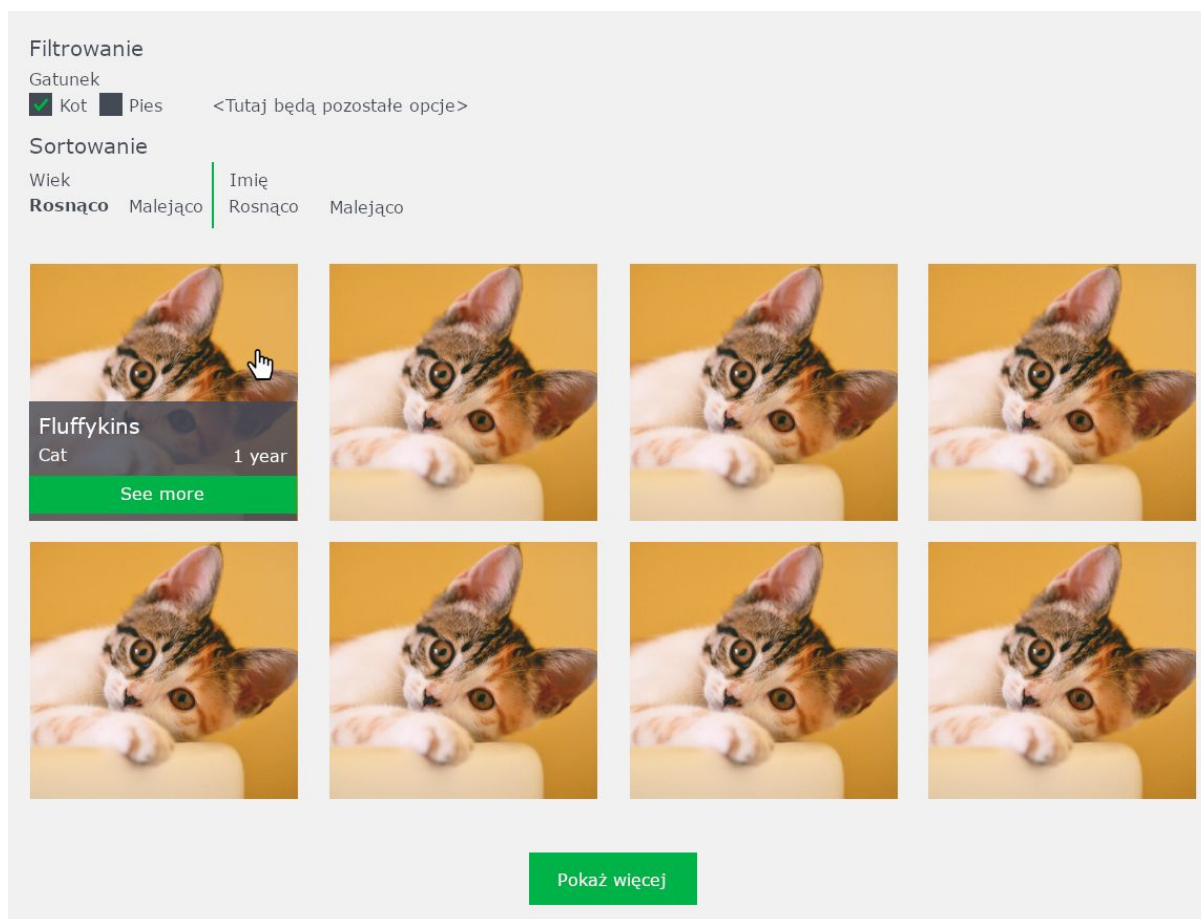 Filtrowanie
Gatunek
Kot Pies <Tutaj będą pozostałe opcje>
Sortowanie
Wiek Imię
Rosnąco Malejąco Rosnąco Malejąco
Fluffykins
Cat 1 year
See more
Pokaż więcej